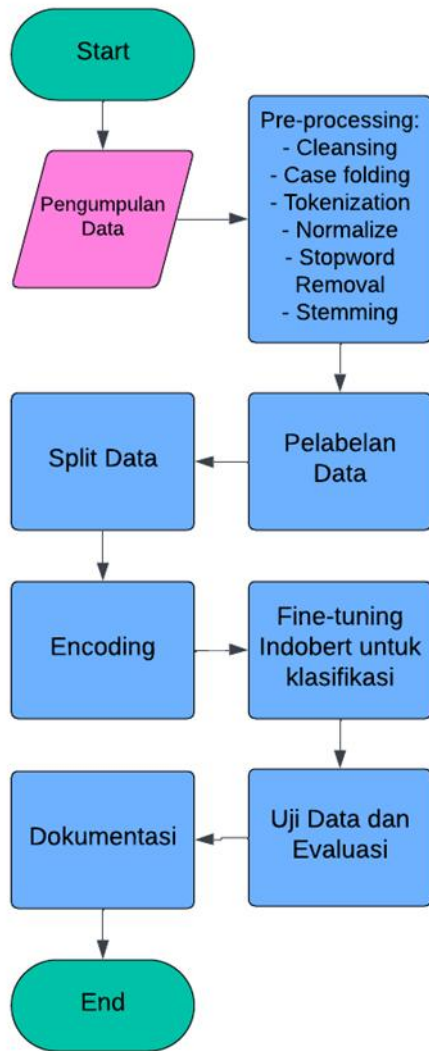 Start
Pengumpulan
Data
Pre-processing:
- Cleansing
- Case folding
- Tokenization
- Normalize
- Stopword
Removal
- Stemming
Pelabelan
Data
Split Data
Encoding
Fine-tuning
Indobert untuk
klasifikasi
Uji Data dan
Evaluasi
Dokumentasi
End